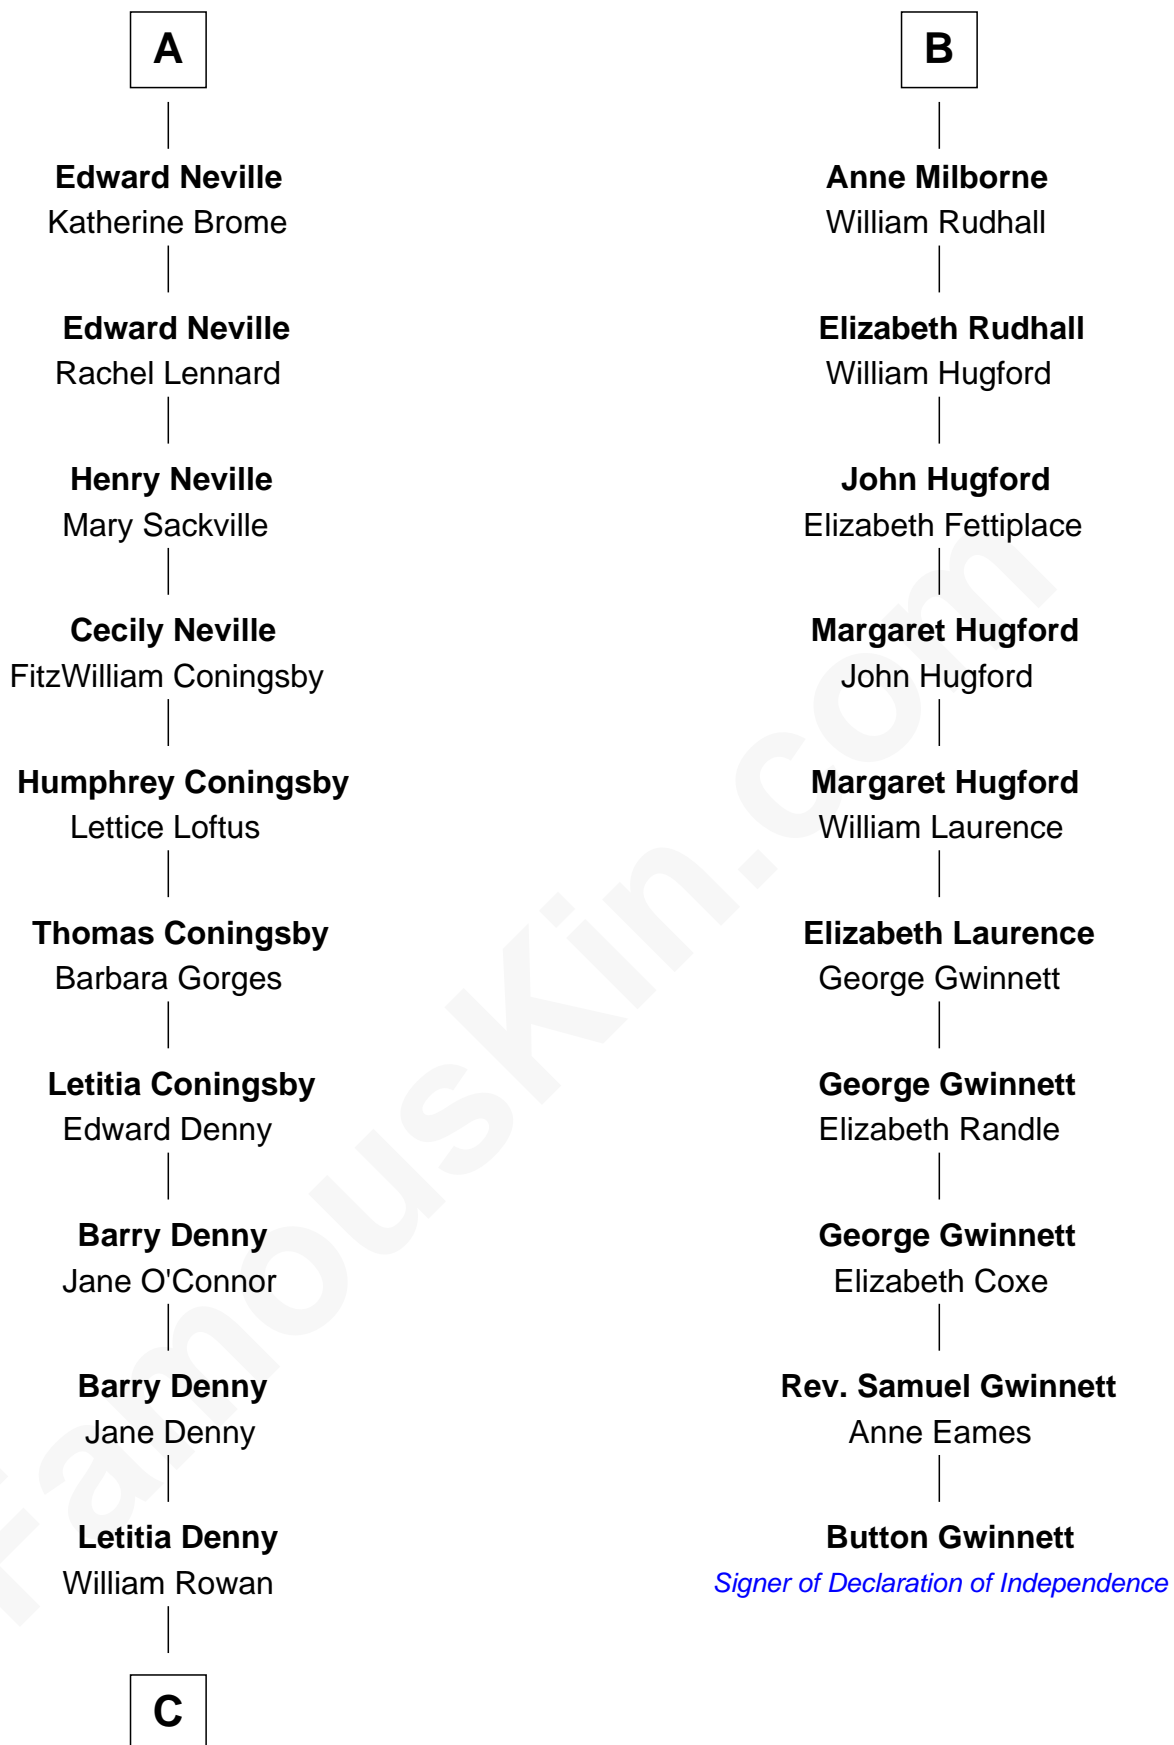 A
Edward Neville
Katherine Brome
Edward Neville
Rachel Lennard
Henry Neville
Mary Sackville
Cecily Neville
FitzWilliam Coningsby
Humphrey Coningsby
Lettice Loftus
Thomas Coningsby
Barbara Gorges
Letitia Coningsby
Edward Denny
Barry Denny
Jane O'Connor
Barry Denny
Jane Denny
Letitia Denny
William Rowan
C
B
Anne Milborne
William Rudhall
Elizabeth Rudhall
William Hugford
John Hugford
Elizabeth Fettiplace
Margaret Hugford
John Hugford
Margaret Hugford
William Laurence
Elizabeth Laurence
George Gwinnett
George Gwinnett
Elizabeth Randle
George Gwinnett
Elizabeth Coxe
Rev. Samuel Gwinnett
Anne Eames
Button Gwinnett
Signer of Declaration of Independence
FamousKin.com